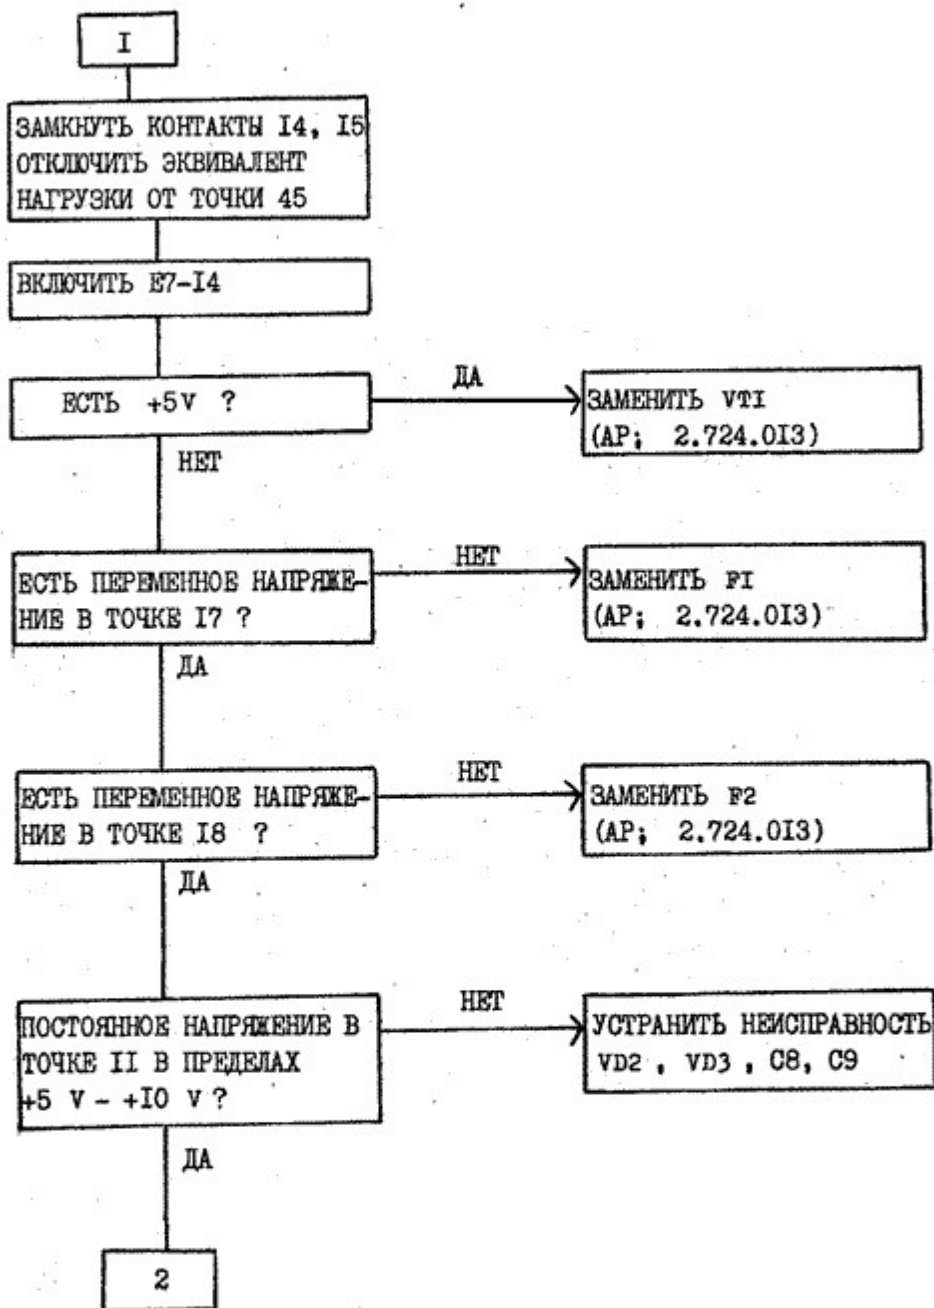 I
ЗАМКНУТЬ КОНТАКТЫ I4, I5
ОТКЛЮЧИТЬ ЭКВИВАЛЕНТ
НАГРУЗКИ ОТ ТОЧКИ 45
ВКЛЮЧИТЬ Е7-I4
ЕСТЬ +5V ?
ДА
ЗАМЕНИТЬ VTI
(АР; 2.724.0I3)
НЕТ
ЕСТЬ ПЕРЕМЕННОЕ НАПРЯЖЕ-
НИЕ В ТОЧКЕ I7 ?
НЕТ
ЗАМЕНИТЬ FI
(АР; 2.724.0I3)
ДА
ЕСТЬ ПЕРЕМЕННОЕ НАПРЯЖЕ-
НИЕ В ТОЧКЕ I8 ?
НЕТ
ЗАМЕНИТЬ F2
(АР; 2.724.0I3)
ДА
ПОСТОЯННОЕ НАПРЯЖЕНИЕ В
ТОЧКЕ II В ПРЕДЕЛАХ
+5 V - +I0 V ?
НЕТ
УСТРАНИТЬ НЕИСПРАВНОСТЬ
VD2 , VD3 , C8, C9
ДА
2